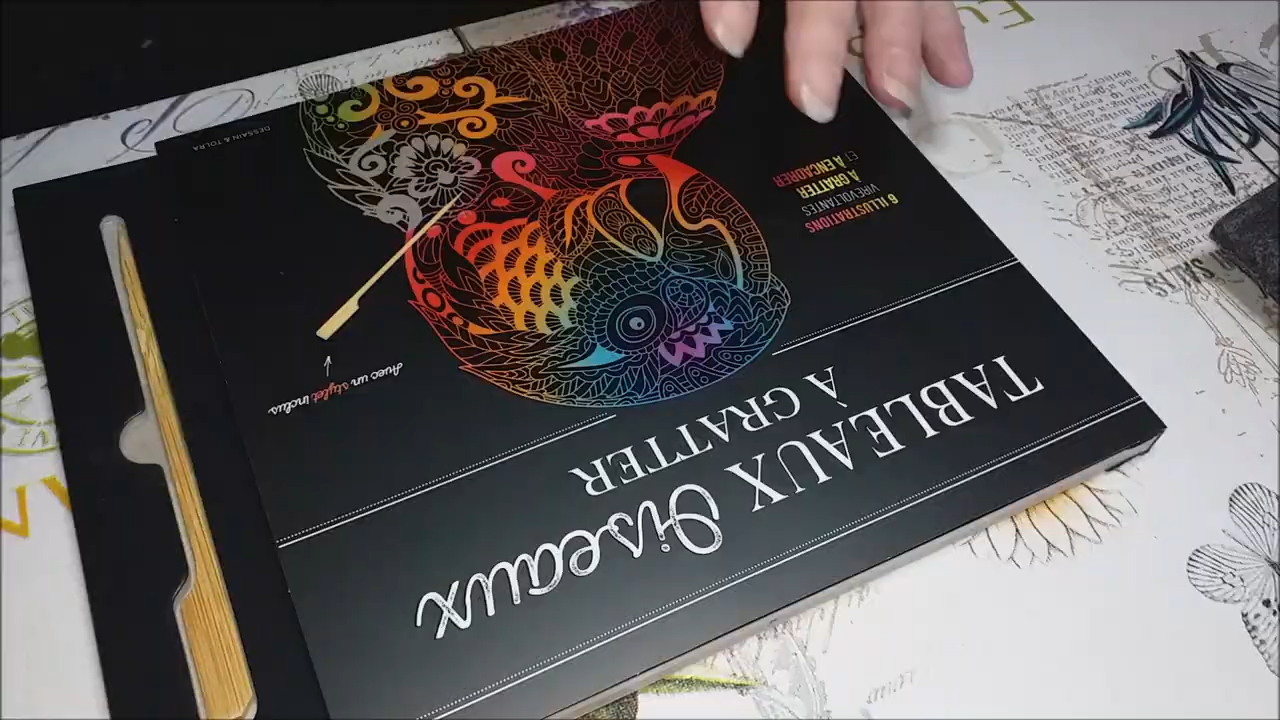 TABLEAUX
À GRATTER
Oiseaux
6 ILLUSTRATIONS
VIREVOLTANTES
À GRATTER
ET À ENCADRER
Avec un stylet inclus
DESSAIN & TOLRA